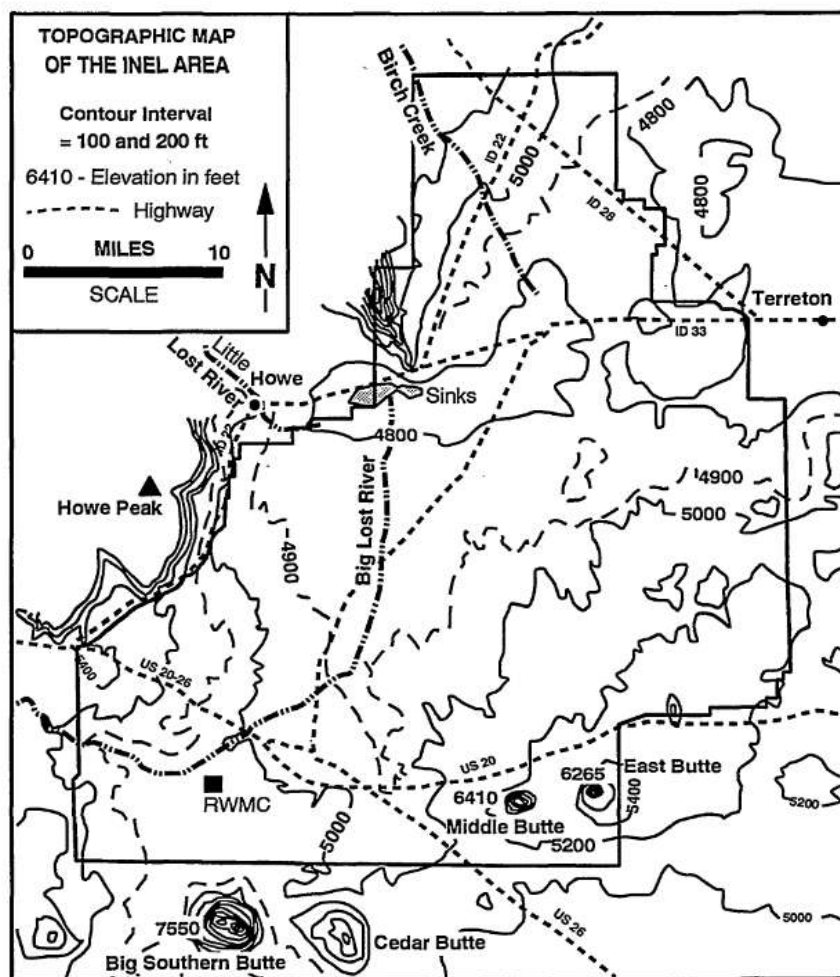 TOPOGRAPHIC MAP
OF THE INEL AREA
Contour Interval
= 100 and 200 ft
6410 - Elevation in feet
Highway
0 MILES 10
SCALE
N
Birch Creek
ID 22
5000
4800
4800
ID 28
Terreton
ID 33
Little
Lost River
Howe
Sinks
4800
Howe Peak
4900
Big Lost River
4900
5000
5400
US 20-26
RWMC
US 20
6265
East Butte
6410
Middle Butte
5400
5200
5200
5000
5000
7550
Big Southern Butte
Cedar Butte
US 26